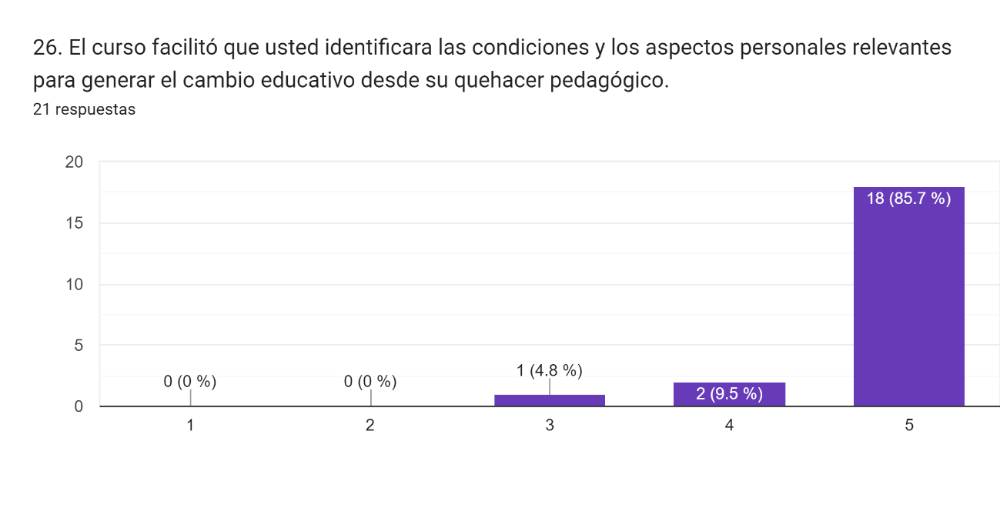 26. El curso facilitó que usted identificara las condiciones y los aspectos personales relevantes
para generar el cambio educativo desde su quehacer pedagógico.
21 respuestas
20
15
10
5
0
0 (0 %)
0 (0 %)
1 (4.8 %)
2 (9.5 %)
18 (85.7 %)
1
2
3
4
5